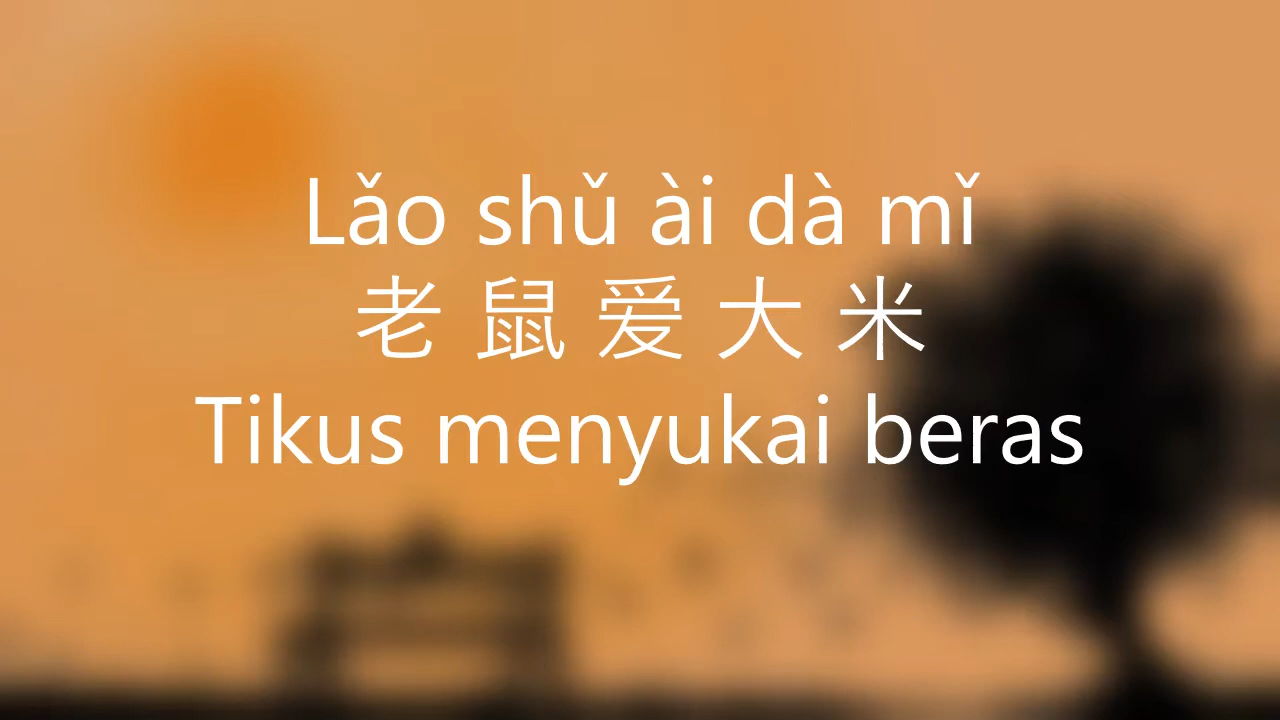 Lǎo shǔ ài dà mǐ
老 鼠 爱 大 米
Tikus menyukai beras